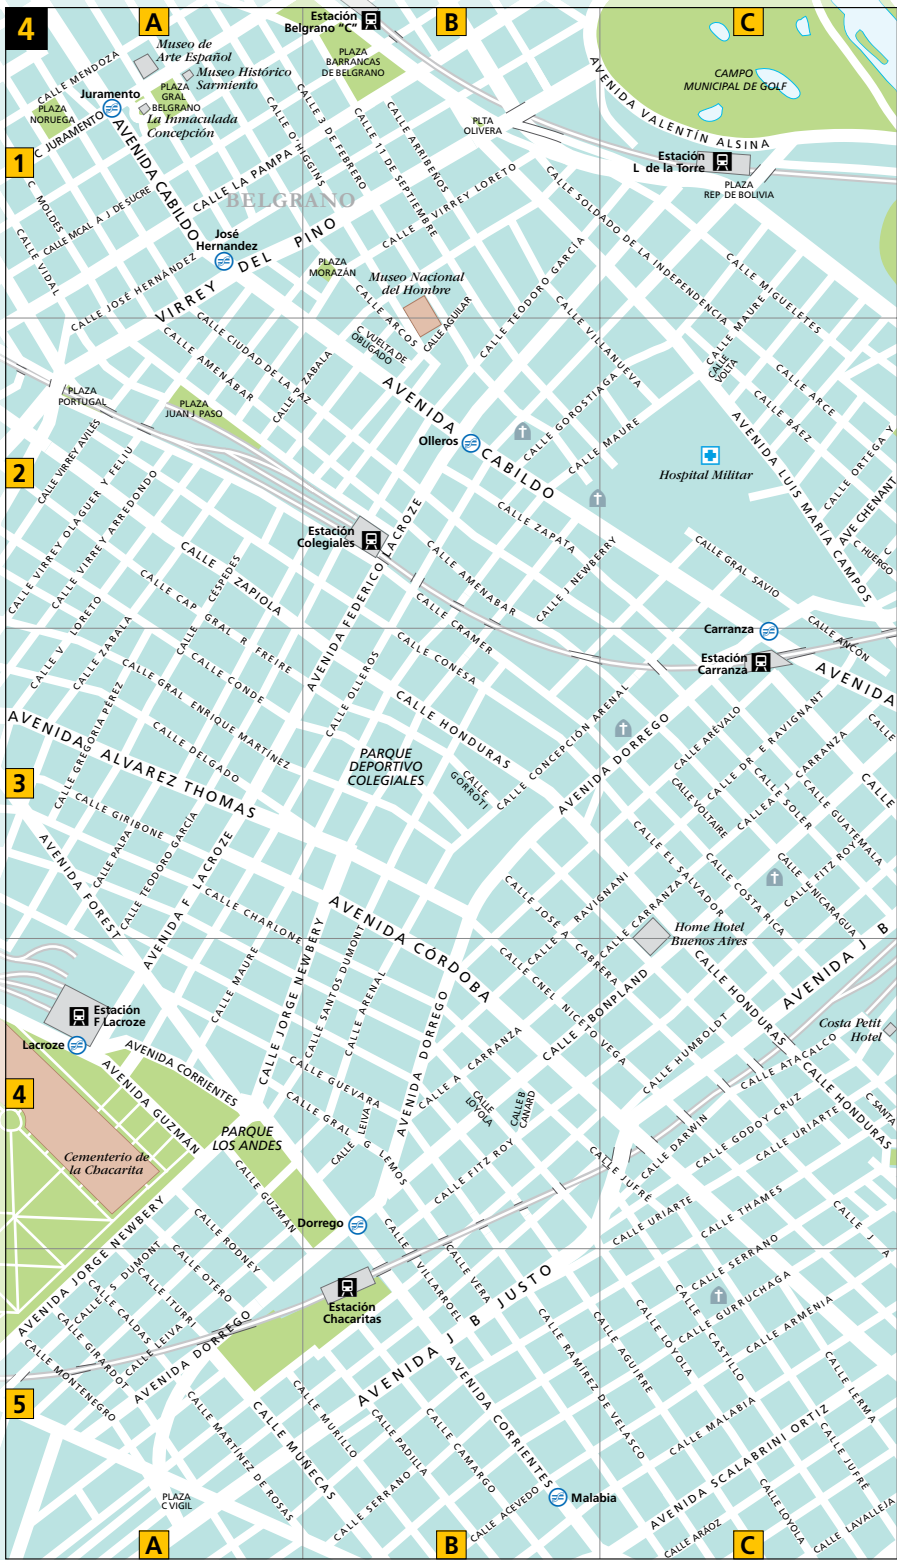 4
A
B
C
Estación
Belgrano "C"
Museo de
Arte Español
Museo Histórico
Sarmiento
PLAZA
BARRANCAS
DE BELGRANO
CAMPO
MUNICIPAL DE GOLF
CALLE MENDOZA
Juramento
PLAZA
GRAL
BELGRANO
PLAZA
NORUEGA
La Inmaculada
Concepción
C JURAMENTO
AVENIDA CABILDO
CALLE O'HIGGINS
CALLE 3 DE FEBRERO
CALLE 11 DE SEPTIEMBRE
CALLE ARRIBEÑOS
PLTA
OLIVERA
AVENIDA VALENTÍN ALSINA
Estación
L de la Torre
PLAZA
REP DE BOLIVIA
1
C MOLDES
CALLE VIDAL
CALLE MCAL A J DE SUCRE
CALLE LA PAMPA
BELGRANO
CALLE VIRREY LORETO
CALLE SOLDADO DE LA INDEPENDENCIA
José
Hernandez
CALLE JOSÉ HERNÁNDEZ
VIRREY DEL PINO
PLAZA
MORAZÁN
Museo Nacional
del Hombre
CALLE TEODORO GARCÍA
CALLE MIGUELETES
CALLE MAURE
CALLE
VOLTA
CALLE ARCOS
CALLE AGUILAR
C VUELTA DE
OBLIGADO
CALLE VILLANUEVA
CALLE AMENÁBAR
CALLE CIUDAD DE LA PAZ
CALLE ZABALA
CALLE ARCE
CALLE BÁEZ
PLAZA
PORTUGAL
PLAZA
JUAN J PASO
AVENIDA CABILDO
Olleros
CALLE GOROSTIAGA
CALLE MAURE
AVENIDA LUIS MARIA CAMPOS
CALLE ORTEGA Y
AVE CHENANT
C HUERGO
C
Hospital Militar
2
CALLE VIRREY AVILÉS
CALLE VIRREY OLAGUER Y FELIU
CALLE VIRREY ARREDONDO
Estación
Colegiales
AVENIDA FEDERICO LACROZE
CALLE ZAPATA
CALLE J NEWBERRY
CALLE GRAL SAVIO
CALLE ZAPIOLA
CALLE CÉSPEDES
CALLE CAP GRAL R FREIRE
CALLE AMENABAR
CALLE CRAMER
CALLE V LORETO
CALLE ZABALA
CALLE CONDE
CALLE CONESA
Carranza
Estación
Carranza
CALLE ANCON
AVENIDA
CALLE
CALLE
CALLE GRAL ENRIQUE MARTÍNEZ
CALLE OLLEROS
CALLE HONDURAS
CALLE CONCEPCIÓN ARENAL
AVENIDA DORREGO
CALLE ARÉVALO
CALLE DR E RAVIGNANT
CALLE A J CARRANZA
AVENIDA ALVAREZ THOMAS
CALLE GREGORIA PÉREZ
CALLE DELGADO
PARQUE
DEPORTIVO
COLEGIALES
CALLE
GORROTI
CALLE VOLTAIRE
CALLE SOLER
CALLE GUATEMALA
3
CALLE GIRIBONE
CALLE PALPA
CALLE TEODORO GARCÍA
AVENIDA F LACROZE
AVENIDA FOREST
CALLE CHARLONE
AVENIDA CÓRDOBA
CALLE EL SALVADOR
CALLE COSTA RICA
CALLE NICARAGUA
CALLE FITZ ROY
CALLE JOSÉ A CABRERA
CALLE E RAVIGNANI
CALLE CARRANZA
Home Hotel
Buenos Aires
AVENIDA J B
CALLE MAURE
CALLE JORGE NEWBERY
CALLE SANTOS DUMONT
CALLE ARENAL
CALLE CNEL NICETO VEGA
CALLE BONPLAND
CALLE HONDURAS
Estación
F Lacroze
Lacroze
AVENIDA CORRIENTES
AVENIDA GUZMÁN
AVENIDA DORREGO
CALLE A CARRANZA
CALLE HUMBOLDT
Costa Petit
Hotel
CALLE ATACALCO
CALLE HONDURAS
4
CALLE GUEVARA
CALLE GRAL G LEMOS
CALLE LEIVA
CALLE
LOYOLA
CALLE B
CANARD
CALLE FITZ ROY
CALLE DARWIN
CALLE GODOY CRUZ
CALLE URIARTE
C SANTA
PARQUE
LOS ANDES
Cementerio de
la Chacarita
CALLE GUZMÁN
CALLE JUFRÉ
CALLE URIARTE
CALLE THAMES
CALLE J A
Dorrego
CALLE VILLARROEL
CALLE VERA
AVENIDA JORGE NEWBERY
CALLE RODNEY
CALLE OTERO
CALLE S DUMONT
CALLE ITURRI
CALLE CALDAS
CALLE LEIVA
CALLE GIRARDOT
CALLE MONTENEGRO
AVENIDA DORREGO
Estación
Chacaritas
AVENIDA J B JUSTO
CALLE SERRANO
CALLE GURRUCHAGA
CALLE ARMENIA
CALLE CASTILLO
CALLE LOYOLA
CALLE AGUIRRE
CALLE RAMÍREZ DE VELASCO
5
AVENIDA CORRIENTES
CALLE MARTÍNEZ DE ROSAS
CALLE MUÑECAS
CALLE MURILLO
CALLE PADILLA
CALLE CAMARGO
CALLE SERRANO
CALLE ACEVEDO
CALLE MALABIA
AVENIDA SCALABRINI ORTIZ
CALLE LERMA
CALLE JUFRÉ
CALLE LOYOLA
CALLE LAVALLEJA
CALLE ARÁOZ
Malabia
PLAZA
C VIGIL
A
B
C